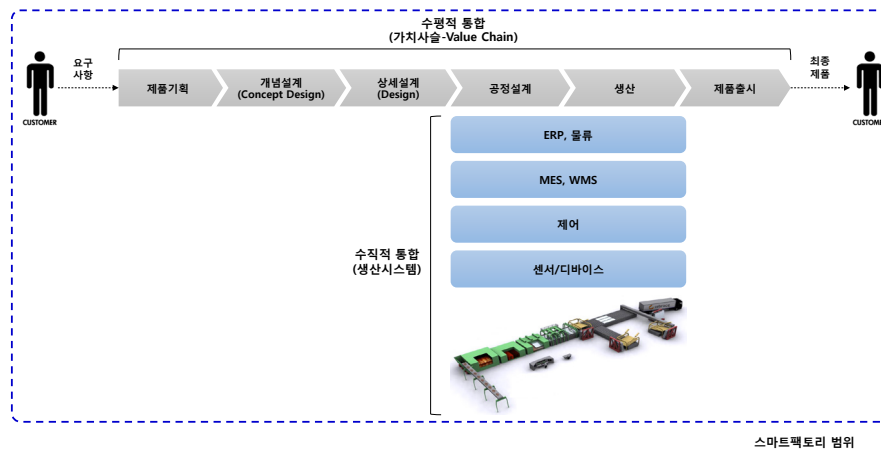 수평적 통합
(가치사슬-Value Chain)
요구
사항
최종
제품
제품기획
개념설계
(Concept Design)
상세설계
(Design)
공정설계
생산
제품출시
CUSTOMER
CUSTOMER
ERP, 물류
MES, WMS
제어
센서/디바이스
수직적 통합
(생산시스템)
스마트팩토리 범위